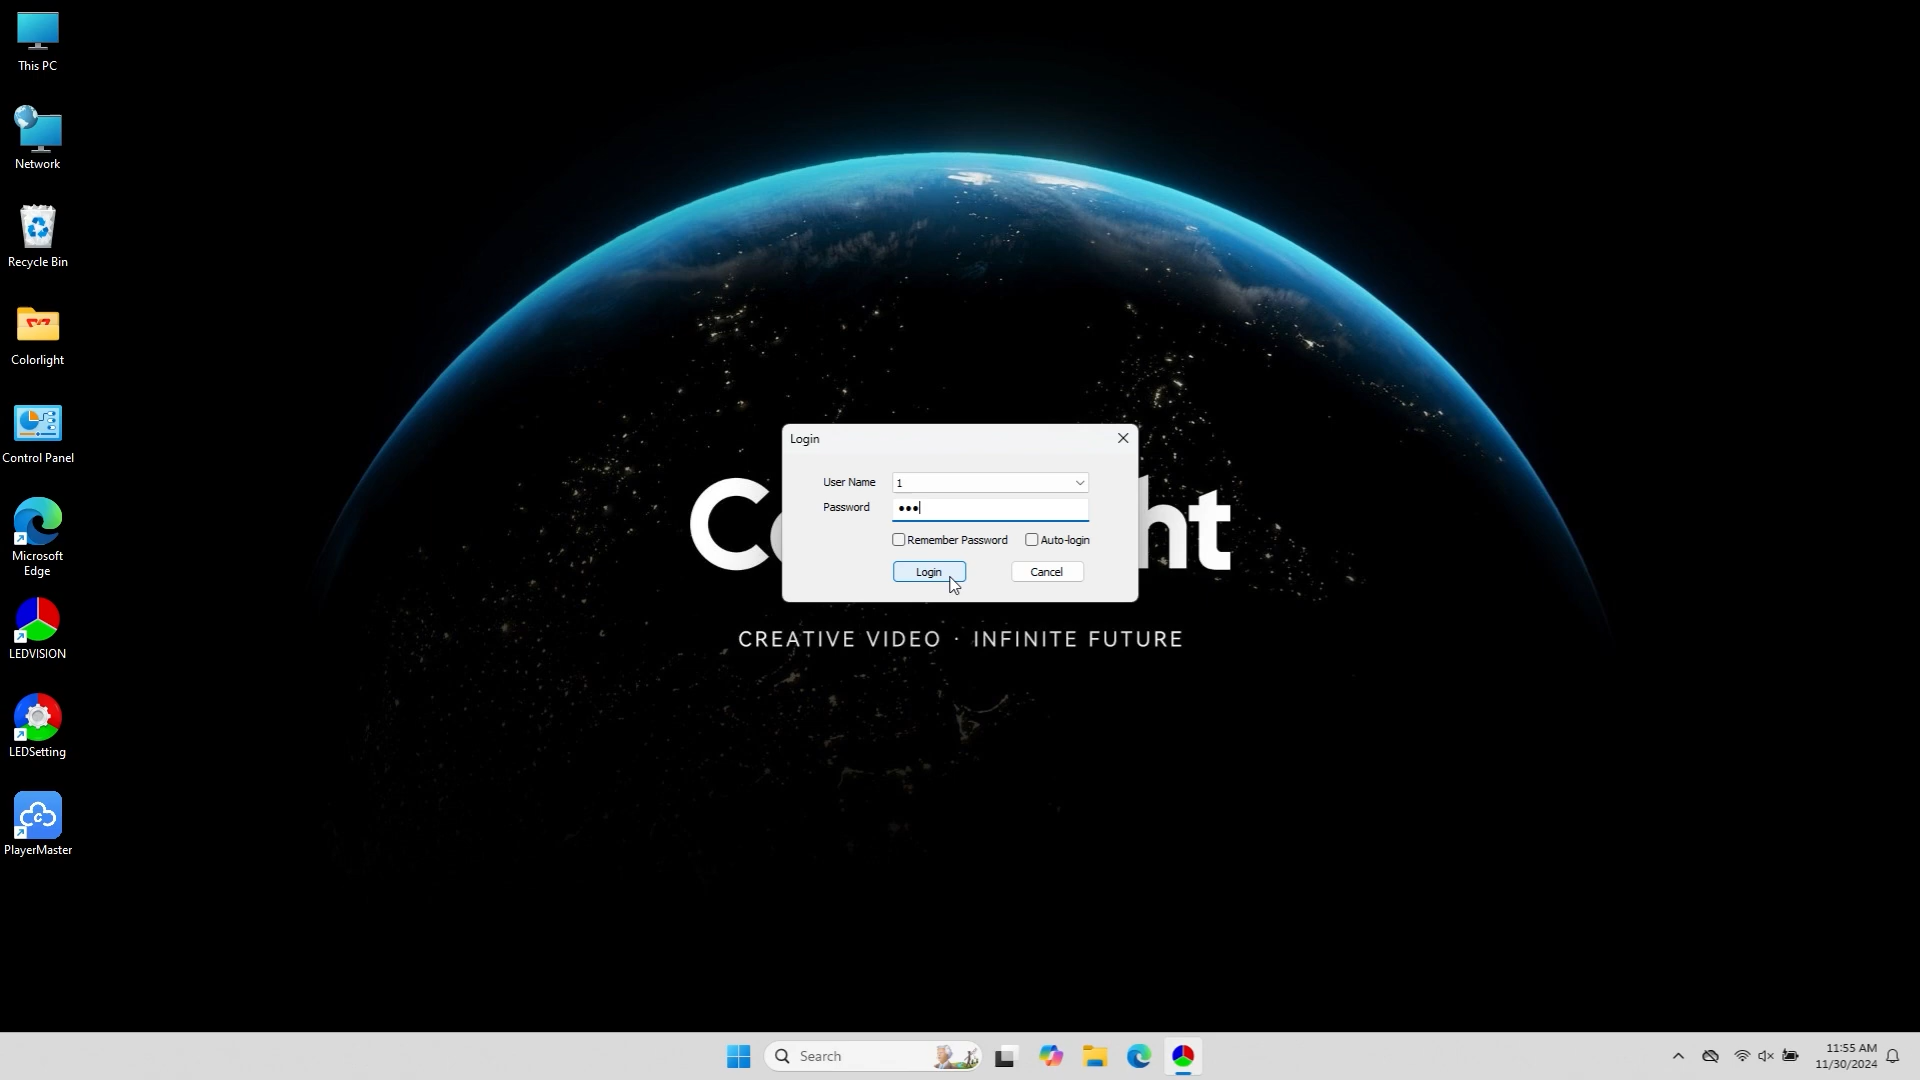 This PC
Network
Recycle Bin
Colorlight
Control Panel
Microsoft
Edge
LEDVISION
LEDSetting
PlayerMaster
Login
User Name
1
Password
Remember Password
Auto-login
Login
Cancel
CREATIVE VIDEO · INFINITE FUTURE
Search
11:55 AM
11/30/2024